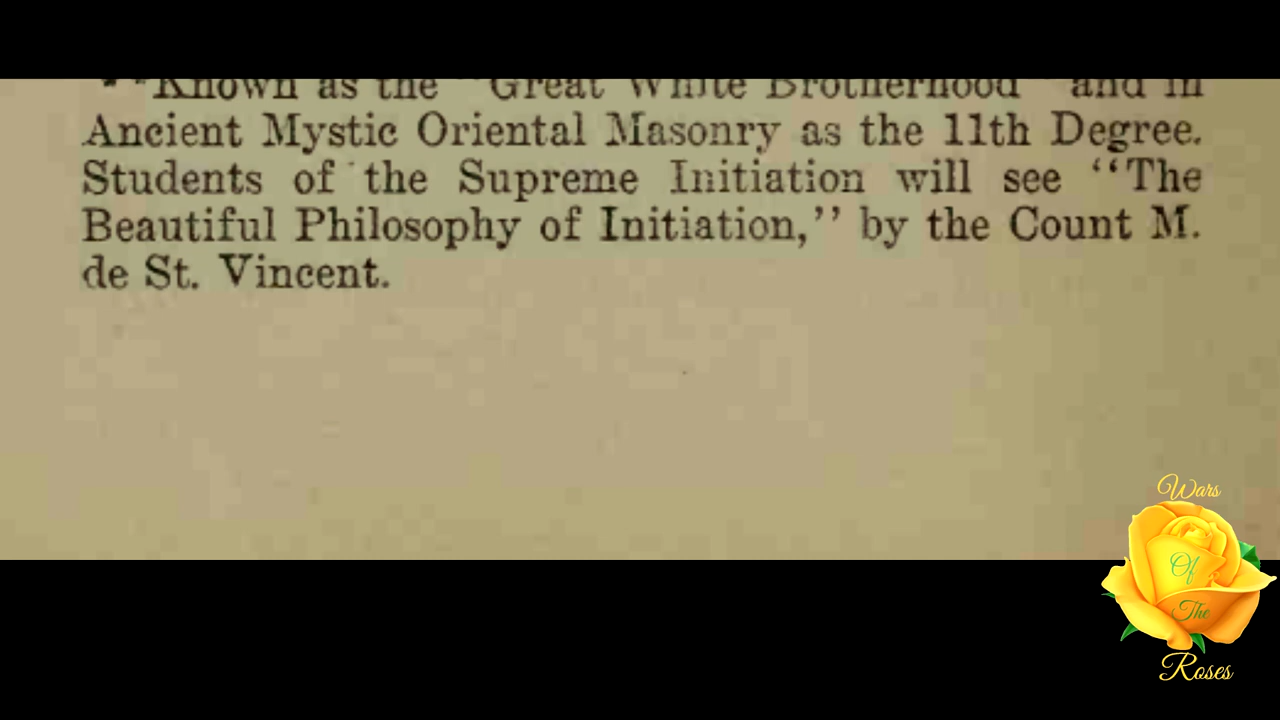 **Known as the "Great White Brotherhood" and in
Ancient Mystic Oriental Masonry as the 11th Degree.
Students of the Supreme Initiation will see "The
Beautiful Philosophy of Initiation," by the Count M.
de St. Vincent.
Wars
Of
The
Roses